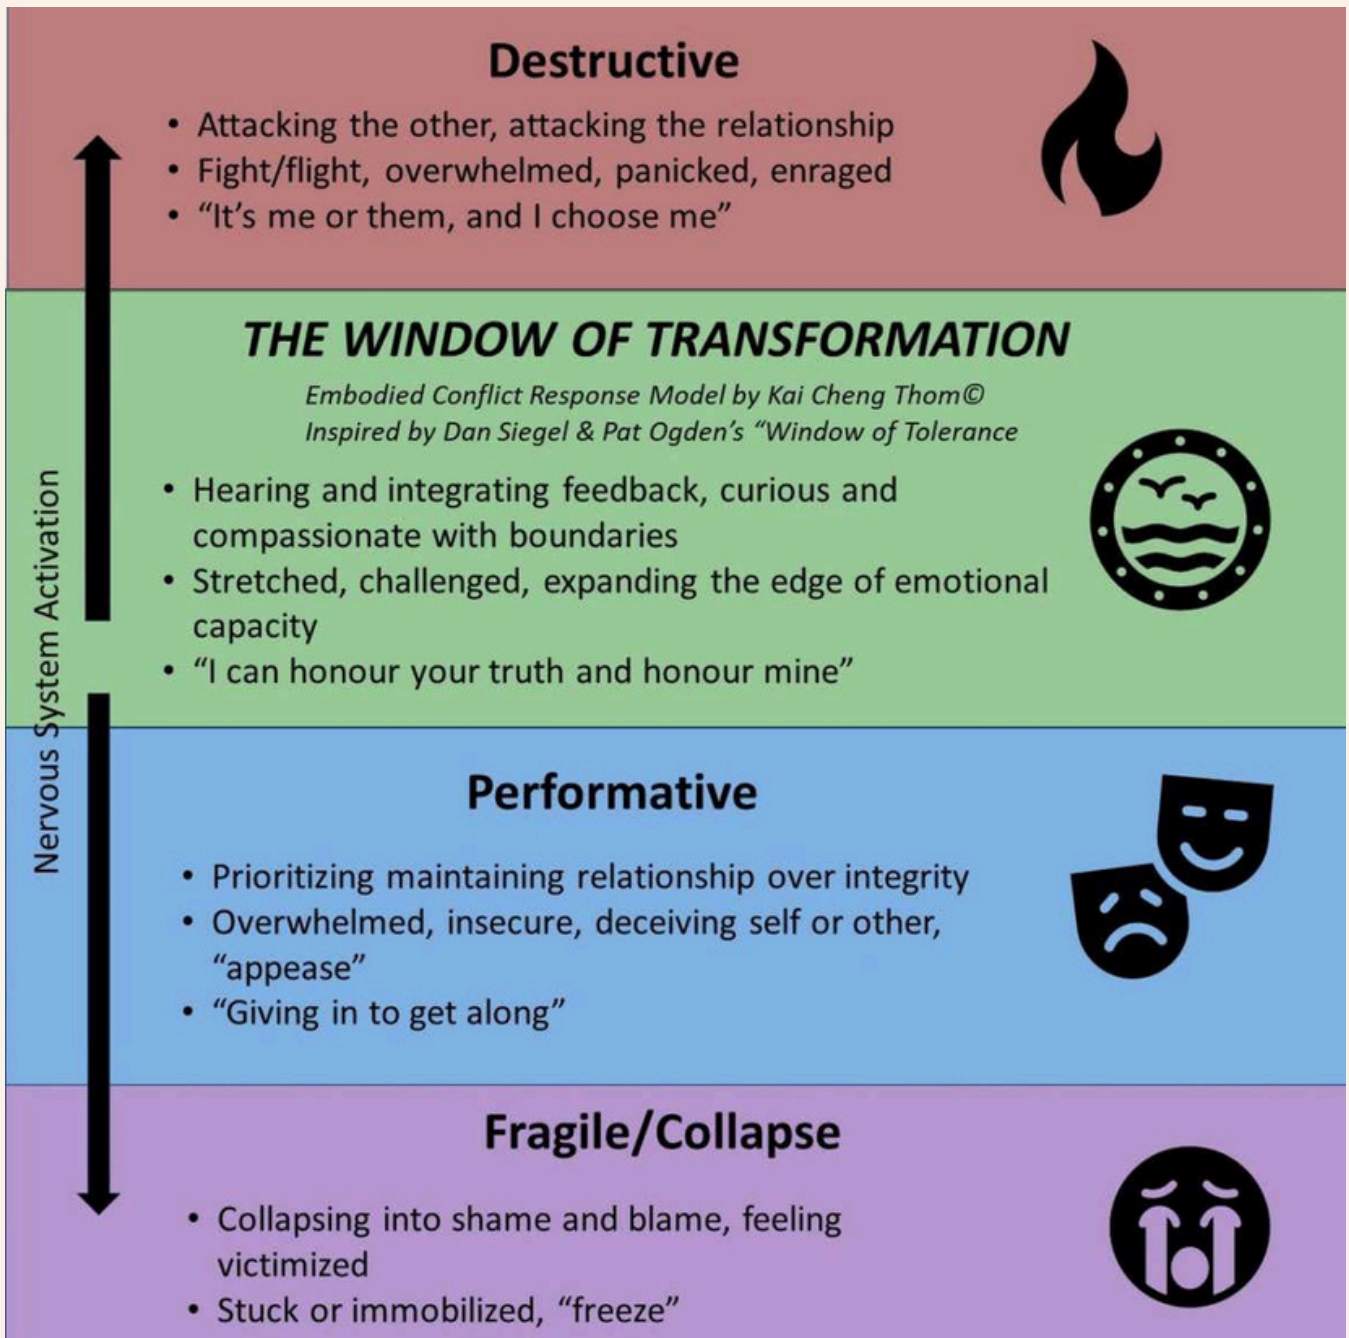 Destructive
• Attacking the other, attacking the relationship
• Fight/flight, overwhelmed, panicked, enraged
• “It’s me or them, and I choose me”
THE WINDOW OF TRANSFORMATION
Embodied Conflict Response Model by Kai Cheng Thom©
Inspired by Dan Siegel & Pat Ogden’s “Window of Tolerance
• Hearing and integrating feedback, curious and
compassionate with boundaries
• Stretched, challenged, expanding the edge of emotional
capacity
• “I can honour your truth and honour mine”
Nervous System Activation
Performative
• Prioritizing maintaining relationship over integrity
• Overwhelmed, insecure, deceiving self or other,
“appease”
• “Giving in to get along”
Fragile/Collapse
• Collapsing into shame and blame, feeling
victimized
• Stuck or immobilized, “freeze”